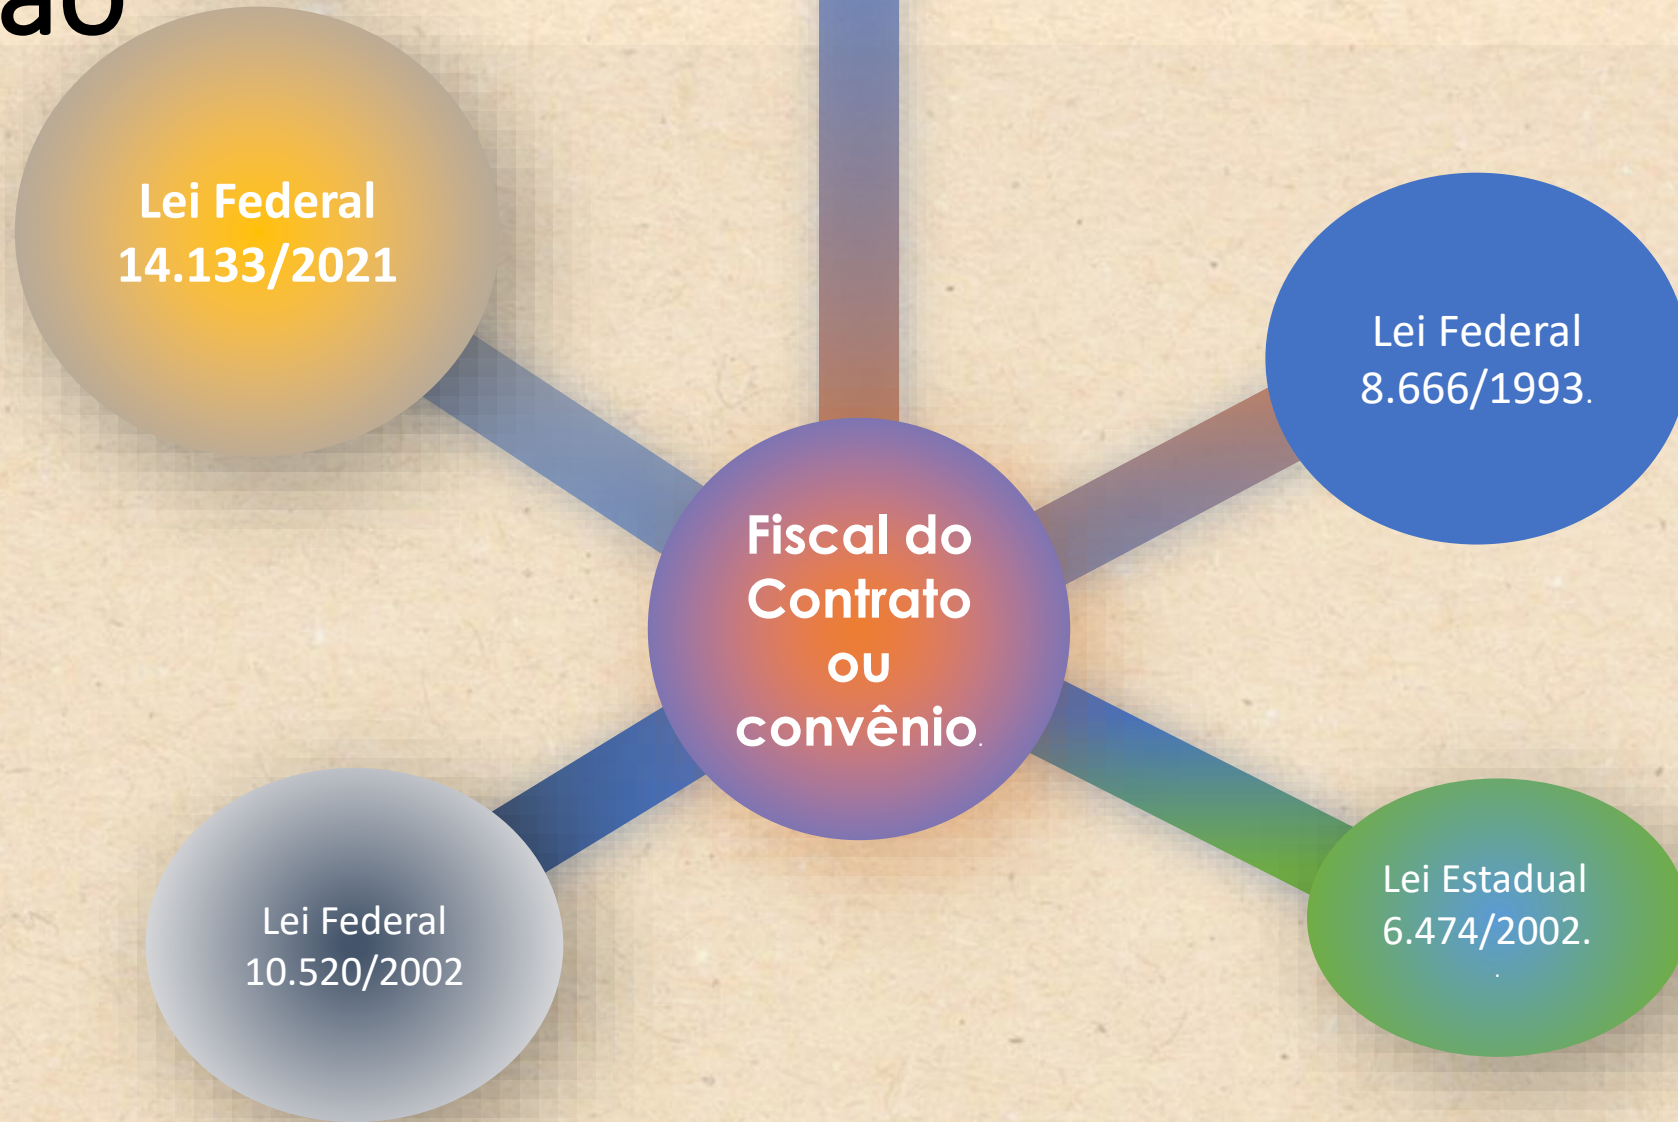 ão
Lei Federal
14.133/2021
Lei Federal
8.666/1993.
Fiscal do
Contrato
ou
convênio.
Lei Federal
10.520/2002
Lei Estadual
6.474/2002.
.